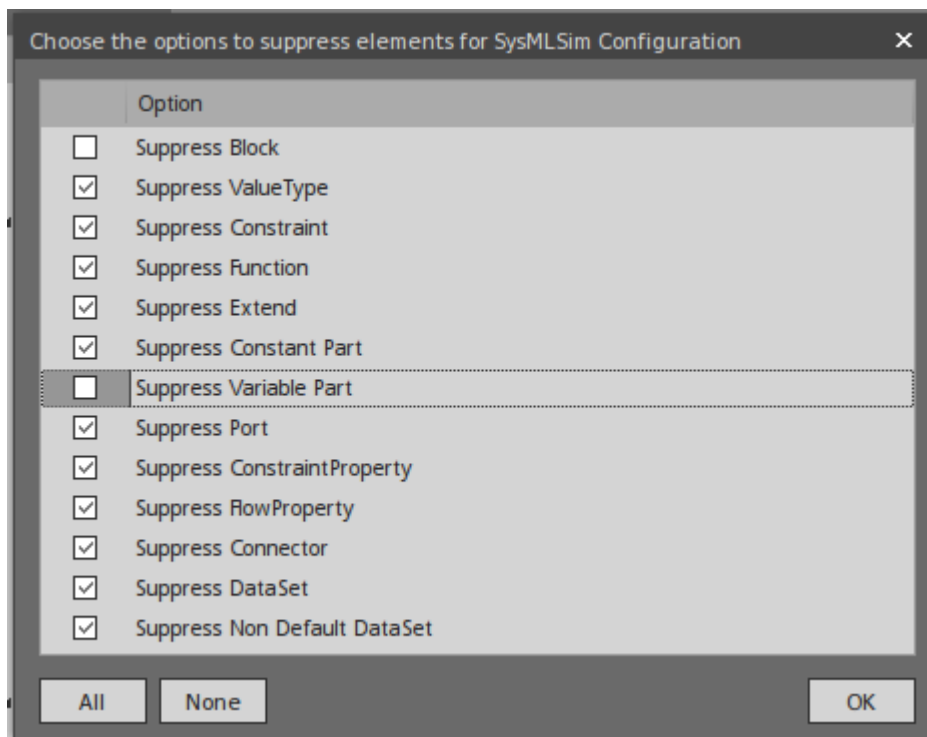 Choose the options to suppress elements for SysMLSim Configuration
Option
Suppress Block
Suppress ValueType
Suppress Constraint
Suppress Function
Suppress Extend
Suppress Constant Part
Suppress Variable Part
Suppress Port
Suppress ConstraintProperty
Suppress FlowProperty
Suppress Connector
Suppress DataSet
Suppress Non Default DataSet
All None OK